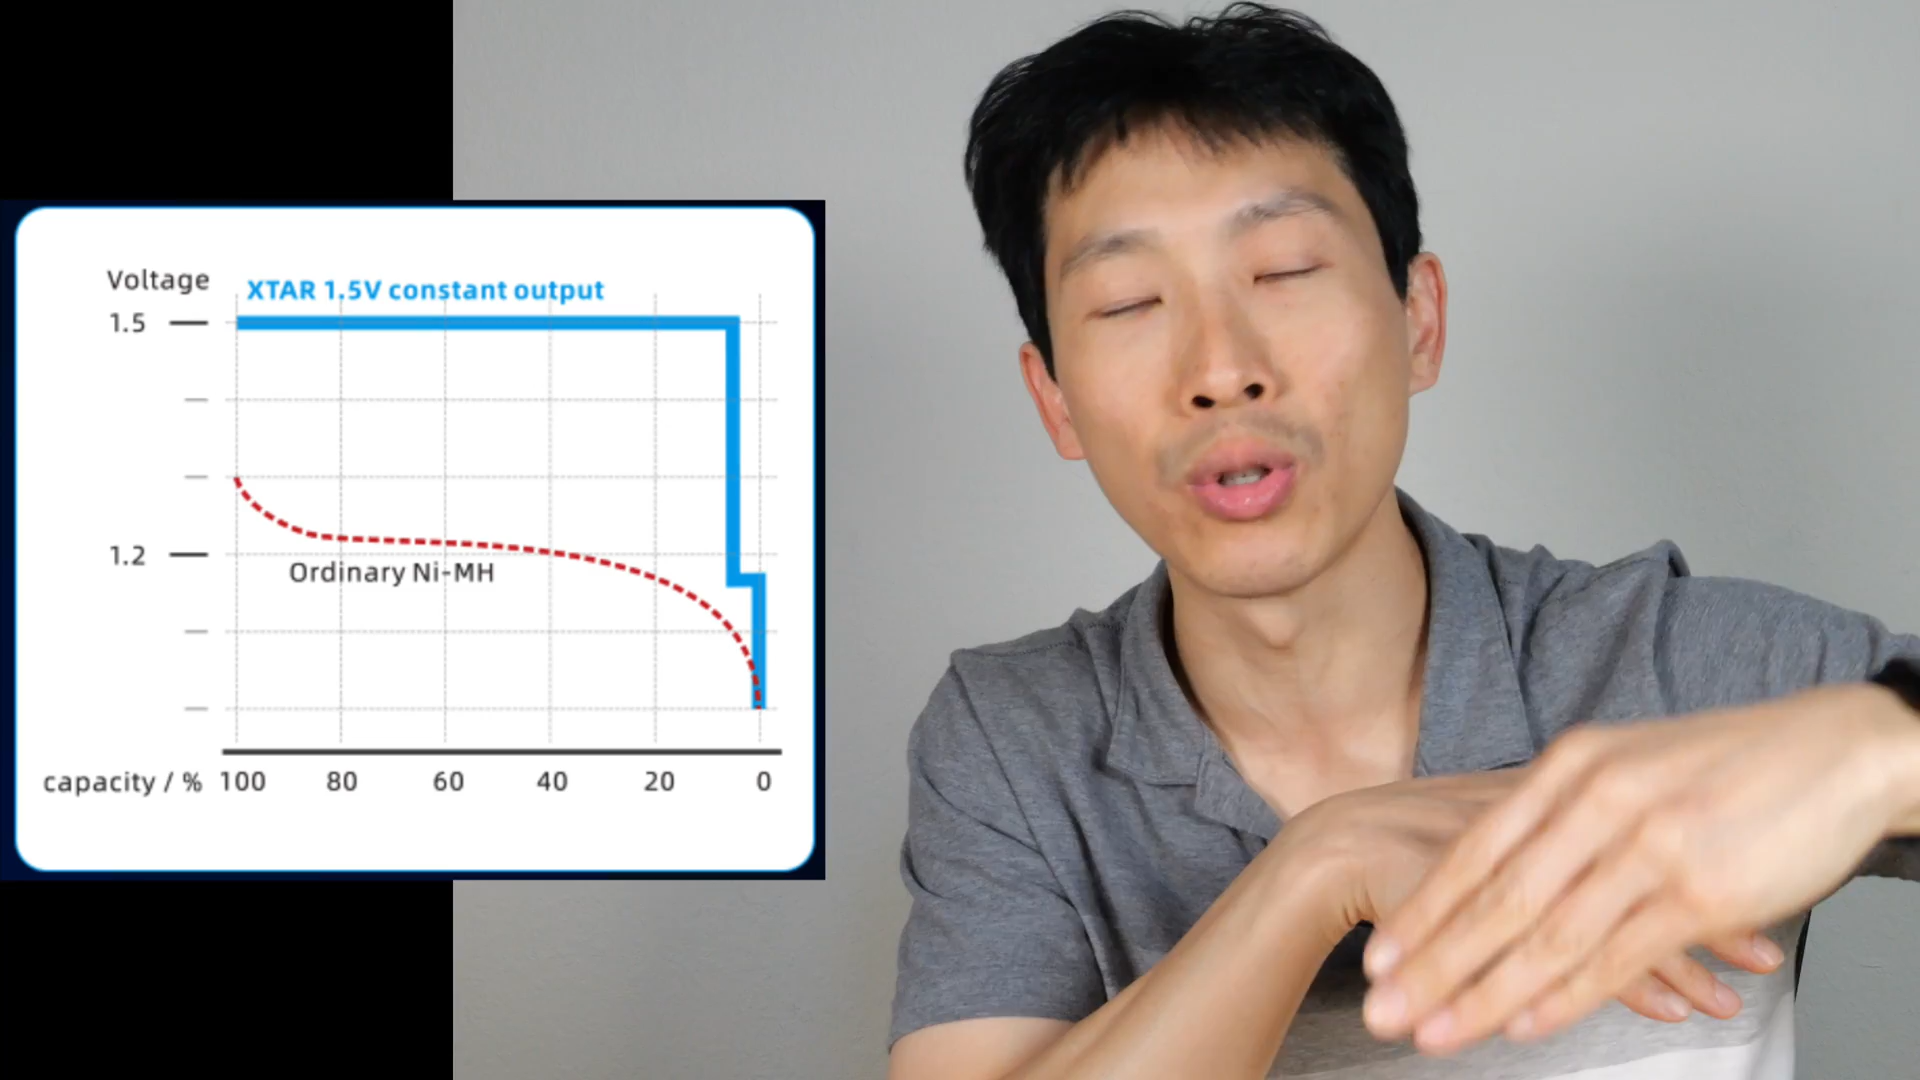 Voltage
XTAR 1.5V constant output
1.5
1.2
Ordinary Ni-MH
capacity / % 100 80 60 40 20 0